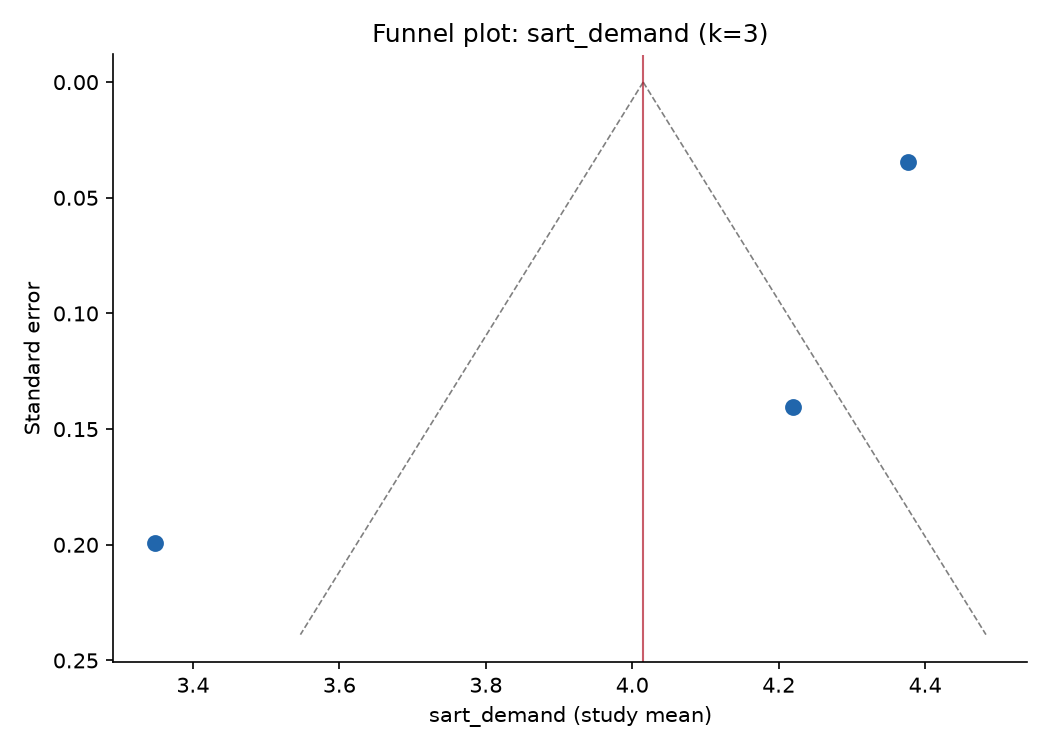 Funnel plot: sart_demand (k=3)
Standard error
0.00
0.05
0.10
0.15
0.20
0.25
3.4 3.6 3.8 4.0 4.2 4.4
sart_demand (study mean)